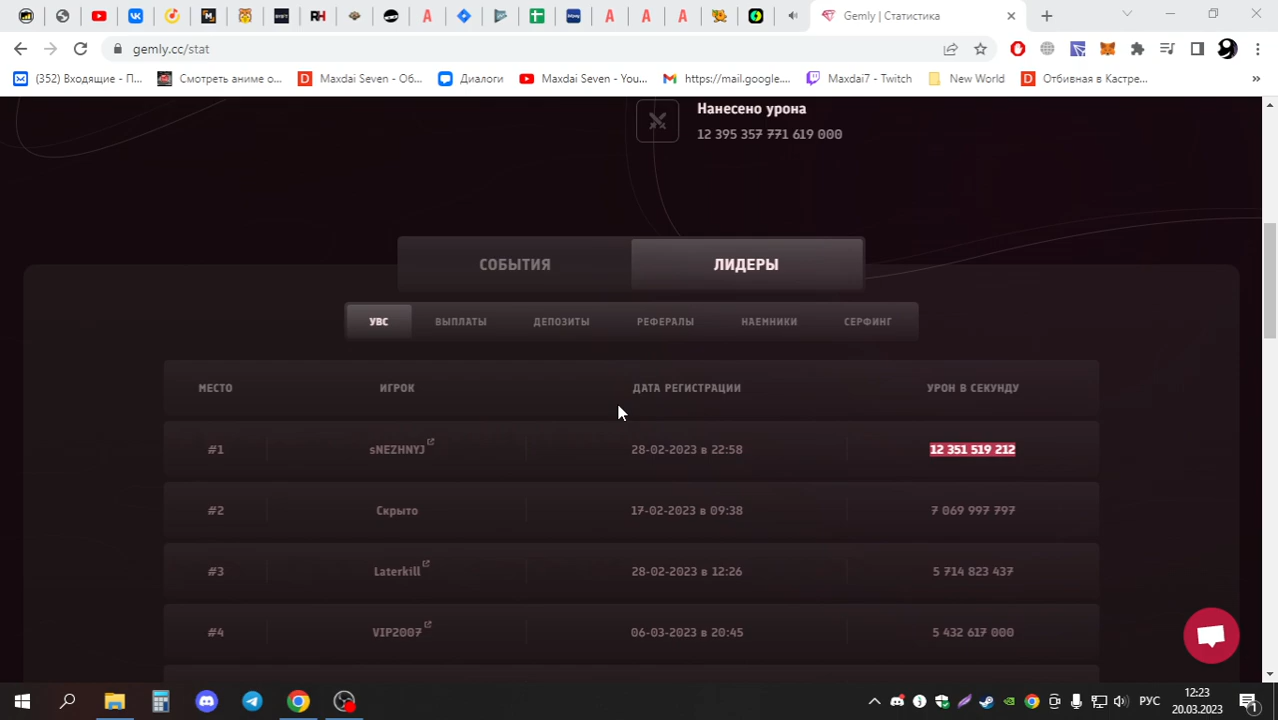 Gemly | Статистика
gemly.cc/stat
(352) Входящие - П...
Смотреть аниме о...
Maxdai Seven - Об...
Диалоги
Maxdai Seven - You...
https://mail.google....
Maxdai7 - Twitch
New World
Отбивная в Кастре...
»
Нанесено урона
12 395 357 771 619 000
СОБЫТИЯ
ЛИДЕРЫ
УВС
ВЫПЛАТЫ
ДЕПОЗИТЫ
РЕФЕРАЛЫ
НАЕМНИКИ
СЕРФИНГ
МЕСТО
ИГРОК
ДАТА РЕГИСТРАЦИИ
УРОН В СЕКУНДУ
#1
sNEZHNYJ
28-02-2023 в 22:58
12 351 519 212
#2
Скрыто
17-02-2023 в 09:38
7 069 997 797
#3
Laterkill
28-02-2023 в 12:26
5 714 823 437
#4
VIP2007
06-03-2023 в 20:45
5 432 617 000
РУС
12:23
20.03.2023
1